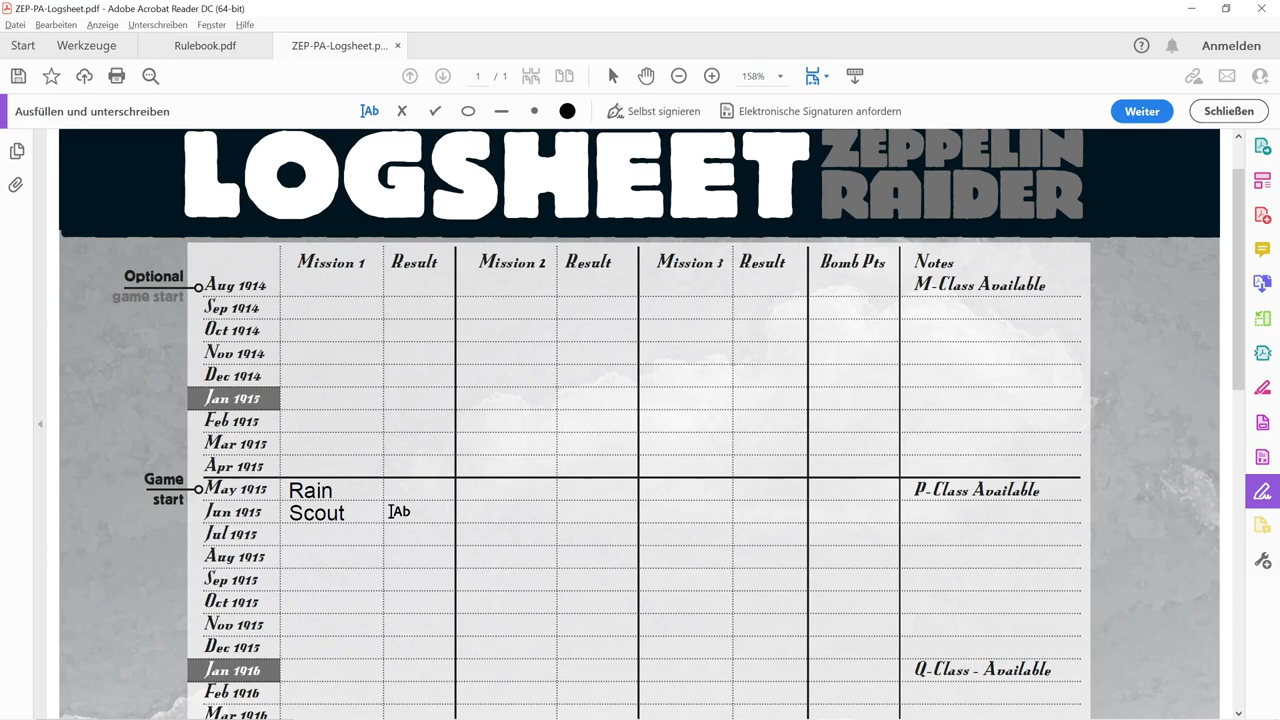 ZEP-PA-Logsheet.pdf - Adobe Acrobat Reader DC (64-bit)
Datei Bearbeiten Anzeige Unterschreiben Fenster Hilfe
Start Werkzeuge Rulebook.pdf ZEP-PA-Logsheet.p... × Anmelden
1 / 1 158%
Ausfüllen und unterschreiben Ab Selbst signieren Elektronische Signaturen anfordern Weiter Schließen
LOGSHEET ZEPPELIN RAIDER
Mission 1 Result Mission 2 Result Mission 3 Result Bomb Pts Notes
Optional
game start
Aug 1914 M-Class Available
Sep 1914
Oct 1914
Nov 1914
Dec 1914
Jan 1915
Feb 1915
Mar 1915
Apr 1915
Game
start
May 1915 Rain P-Class Available
Jun 1915 Scout Ab
Jul 1915
Aug 1915
Sep 1915
Oct 1915
Nov 1915
Dec 1915
Jan 1916 Q-Class - Available
Feb 1916
Mar 1916